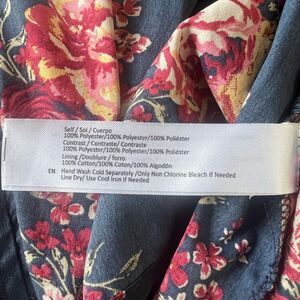 Self / Soi / Cuerpo
100% Polyester/100% Polyester/100% Poliéster
Contrast / Contraste/ Contraste
100% Polyester/100% Polyester/100% Poliéster
Lining /Doublure / forro
100% Cotton/100% Coton/100% Algodón
EN Hand Wash Cold Separately /Only Non Chlorine Bleach If Needed
Line Dry/ Use Cool Iron If Needed